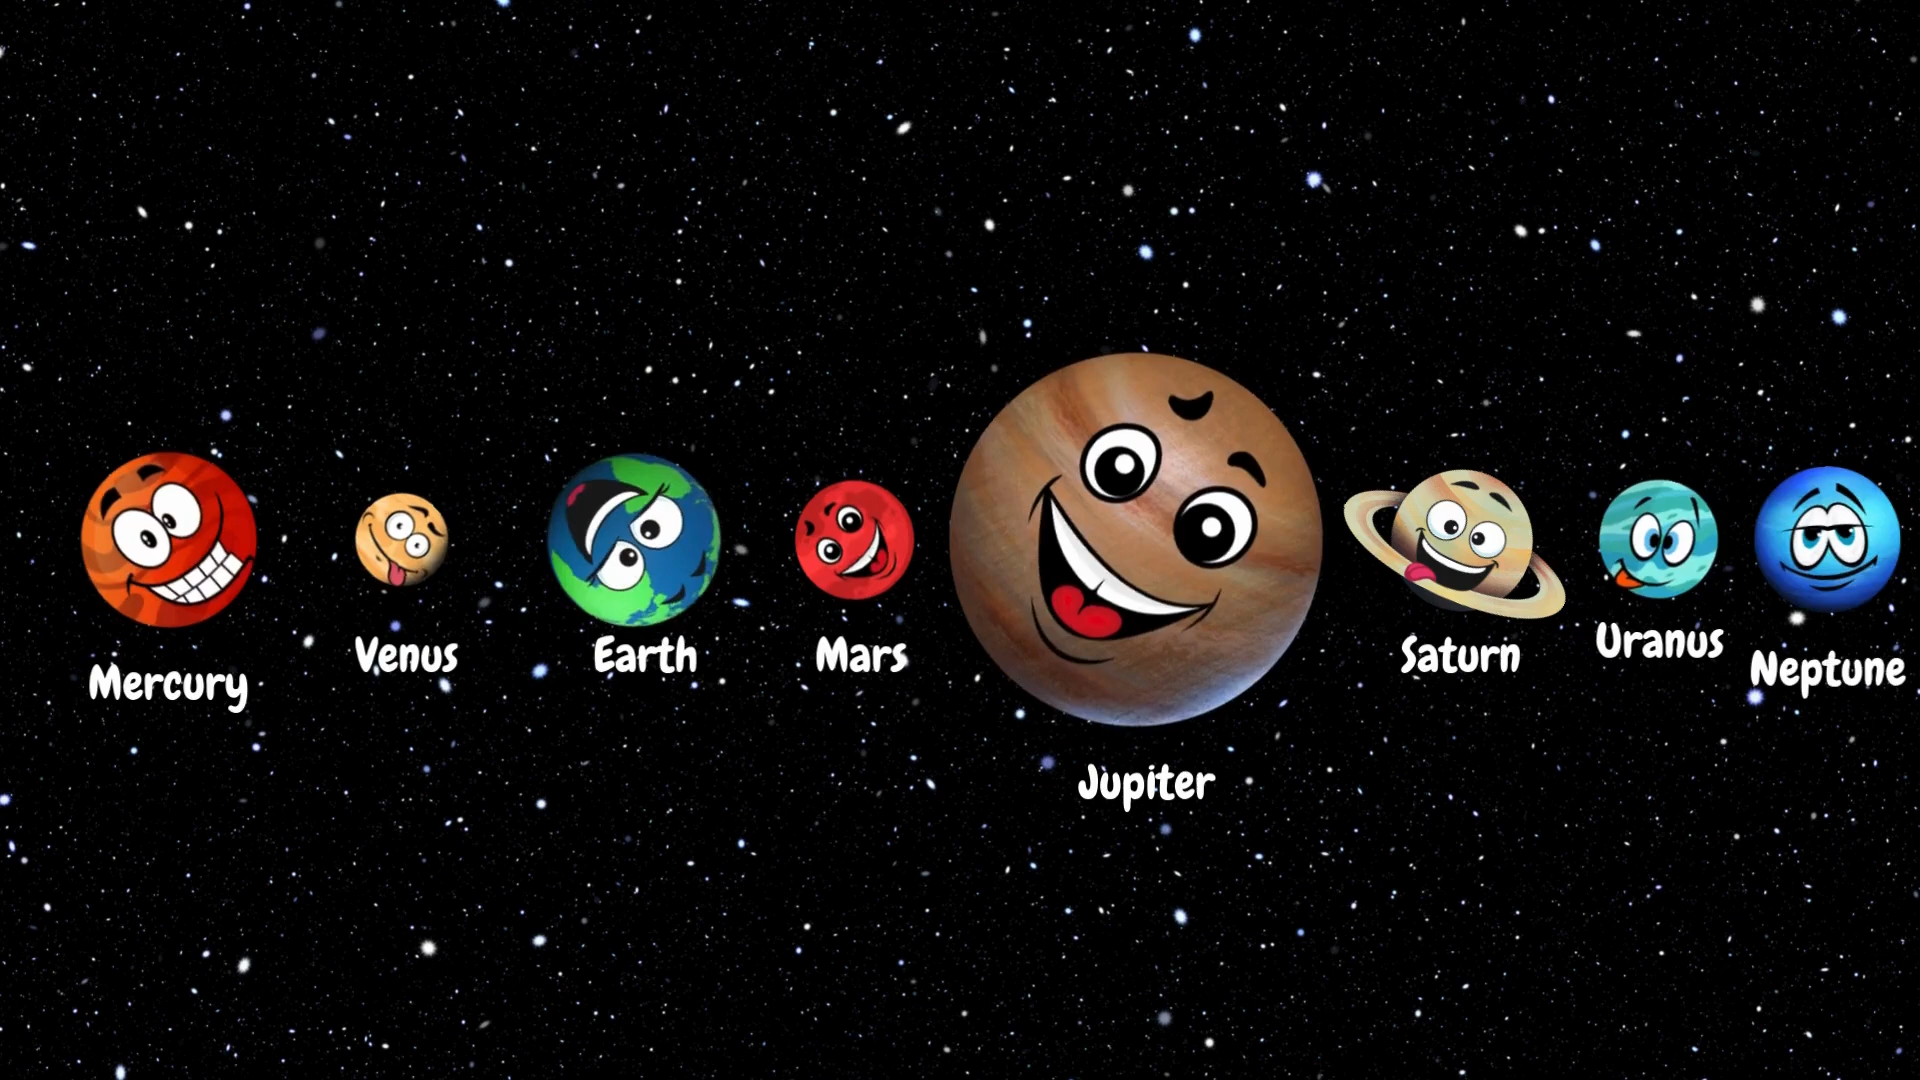 Mercury
Venus
Earth
Mars
Jupiter
Saturn
Uranus
Neptune